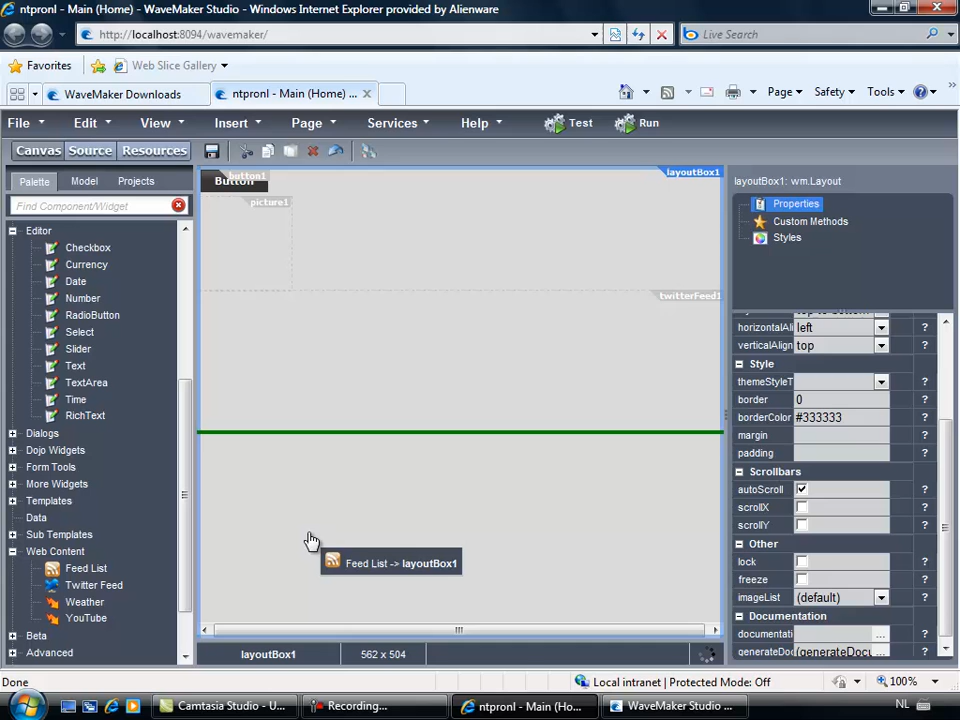 ntpronl - Main (Home) - WaveMaker Studio - Windows Internet Explorer provided by Alienware
http://localhost:8094/wavemaker/
Live Search
Favorites
Web Slice Gallery
WaveMaker Downloads
ntpronl - Main (Home) ...
Page
Safety
Tools
File
Edit
View
Insert
Page
Services
Help
Test
Run
Canvas
Source
Resources
Palette
Model
Projects
Find Component/Widget
Editor
Checkbox
Currency
Date
Number
RadioButton
Select
Slider
Text
TextArea
Time
RichText
Dialogs
Dojo Widgets
Form Tools
More Widgets
Templates
Data
Sub Templates
Web Content
Feed List
Twitter Feed
Weather
YouTube
Beta
Advanced
layoutBox1
button1
Button
picture1
twitterFeed1
Feed List -> layoutBox1
layoutBox1
562 x 504
layoutBox1: wm.Layout
Properties
Custom Methods
Styles
horizontalAli
left
?
verticalAlign
top
?
Style
themeStyleT
?
border
0
?
borderColor
#333333
?
margin
?
padding
?
Scrollbars
autoScroll
?
scrollX
?
scrollY
?
Other
lock
?
freeze
?
imageList
(default)
?
Documentation
documentati
...
?
generateDoc
(generateDocu
...
?
Done
Local intranet | Protected Mode: Off
100%
Camtasia Studio - U...
Recording...
ntpronl - Main (Ho...
WaveMaker Studio ...
NL